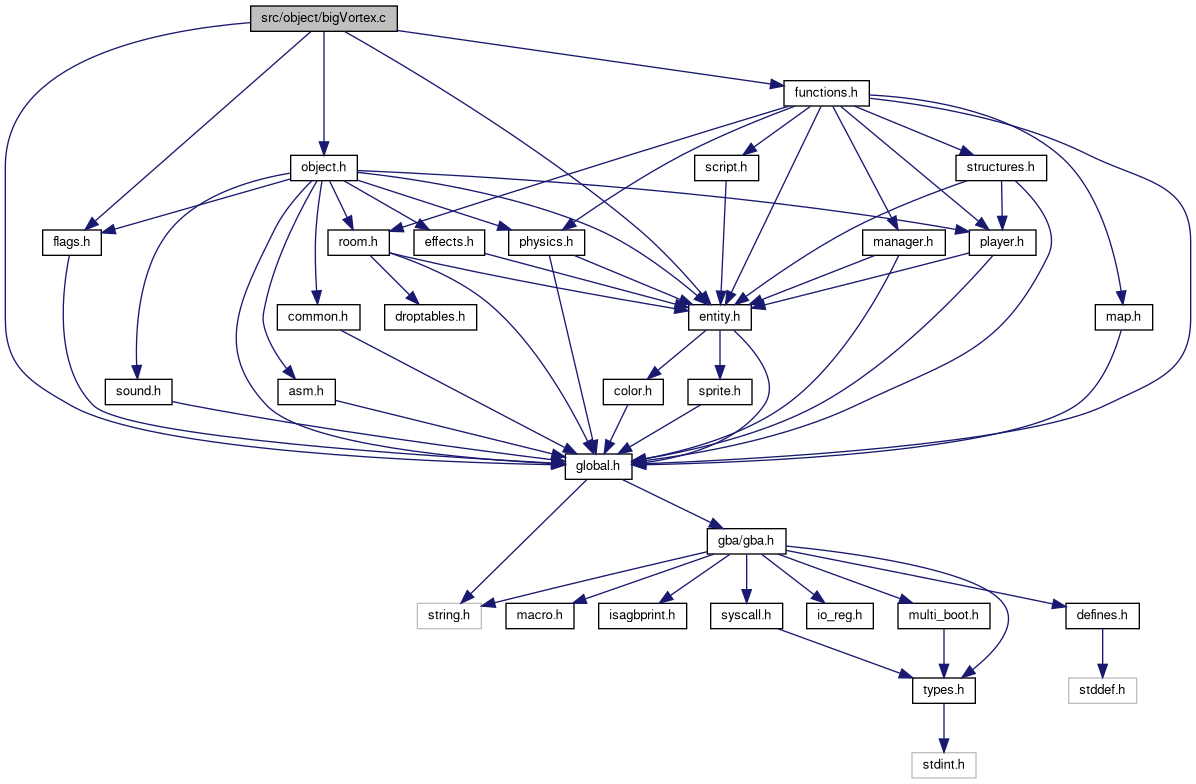 src/object/bigVortex.c
functions.h
object.h
script.h
structures.h
flags.h
room.h
effects.h
physics.h
manager.h
player.h
common.h
droptables.h
entity.h
map.h
sound.h
asm.h
color.h
sprite.h
global.h
gba/gba.h
string.h
macro.h
isagbprint.h
syscall.h
io_reg.h
multi_boot.h
defines.h
types.h
stddef.h
stdint.h